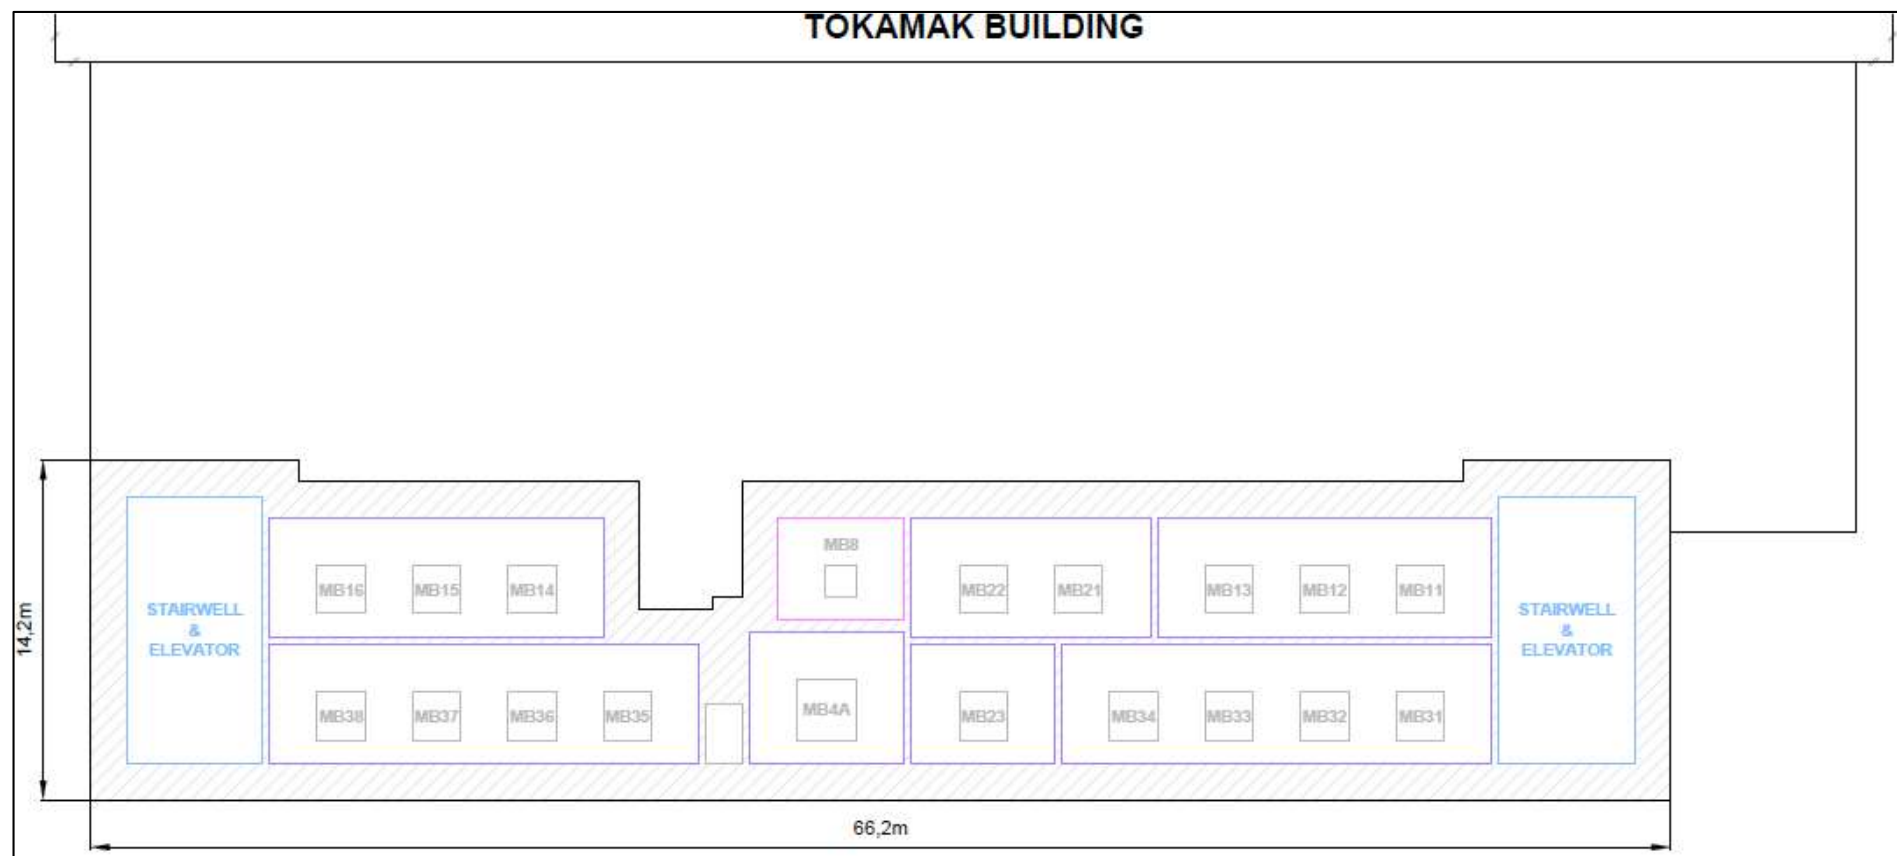 TOKAMAK BUILDING
MB8
MB16 MB15 MB14 MB22 MB21 MB13 MB12 MB11
STAIRWELL
&
ELEVATOR
STAIRWELL
&
ELEVATOR
14,2m
MB38 MB37 MB36 MB35 MB4A MB23 MB34 MB33 MB32 MB31
66,2m